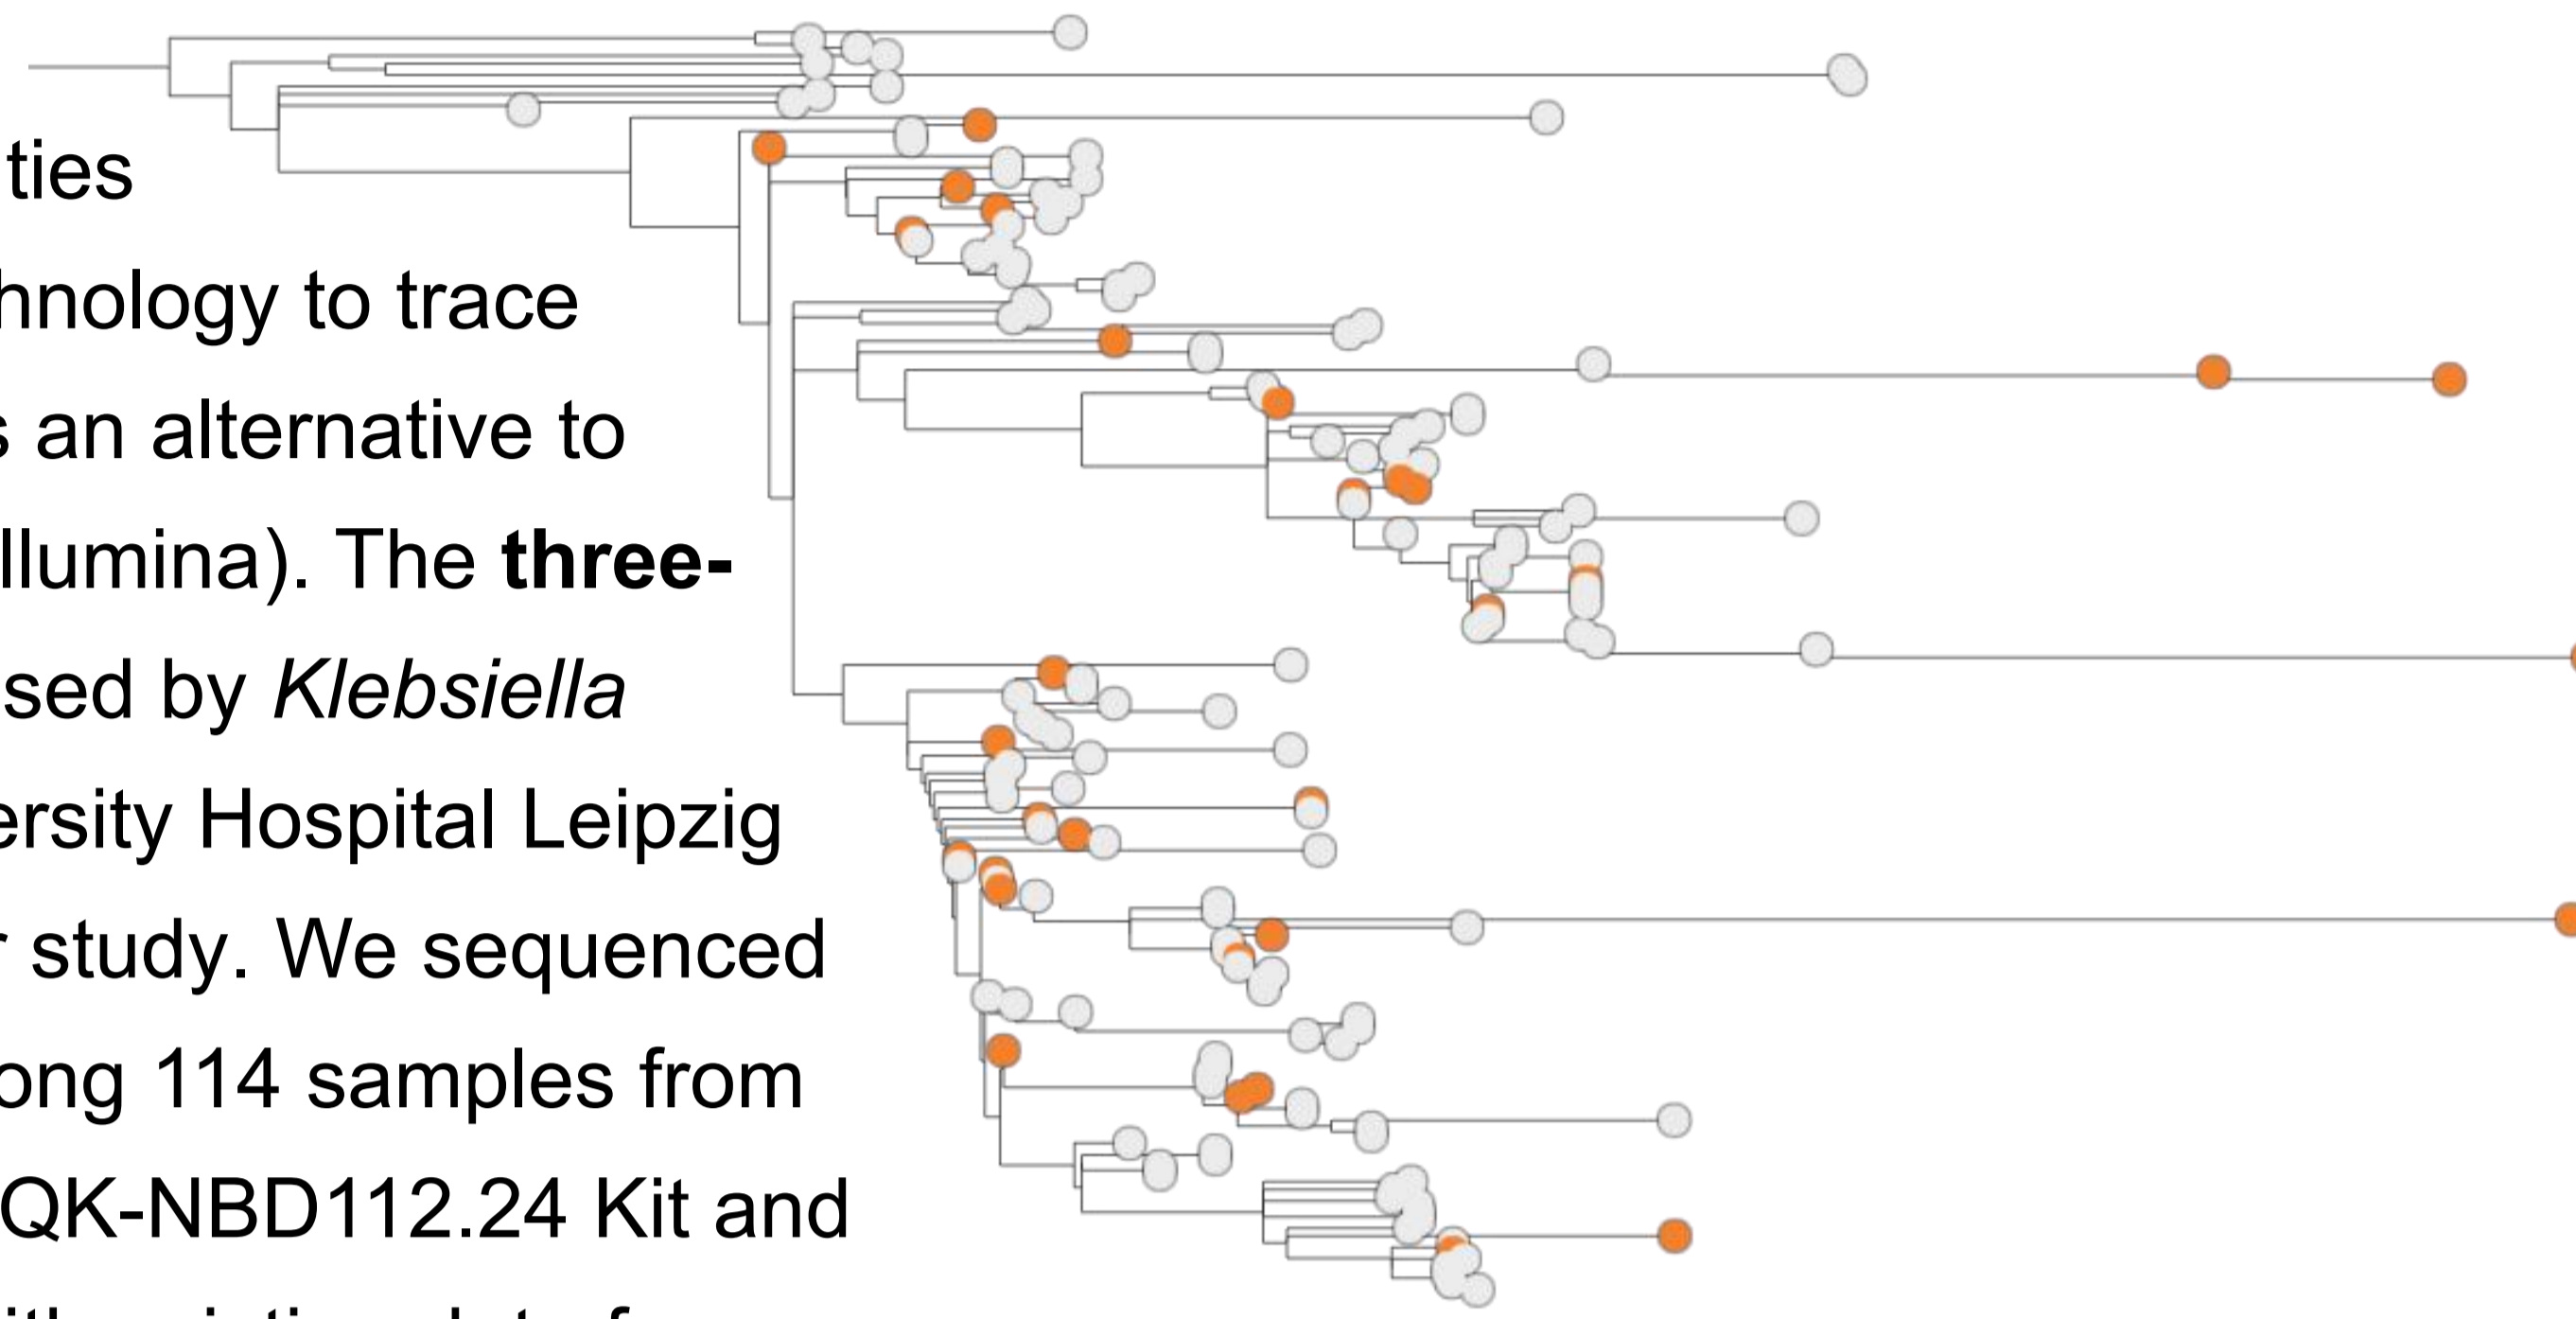 ties
hnology to trace
s an alternative to
llumina). The three-
sed by Klebsiella
ersity Hospital Leipzig
r study. We sequenced
ong 114 samples from
QK-NBD112.24 Kit and